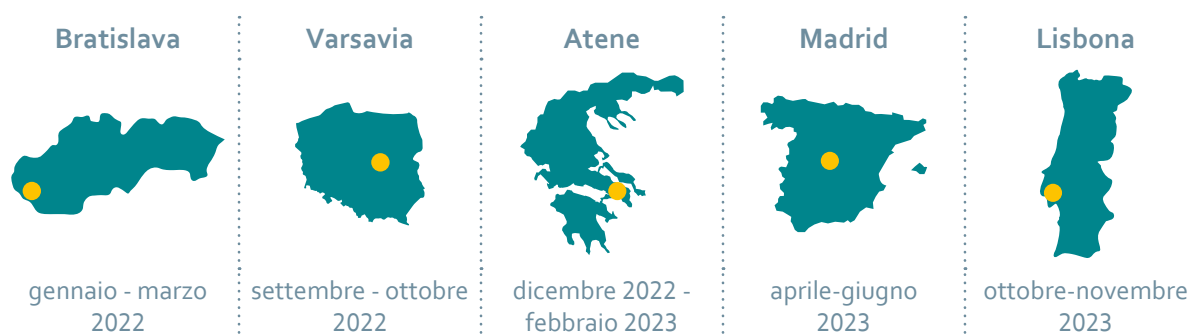 Bratislava
gennaio - marzo
2022
Varsavia
settembre - ottobre
2022
Atene
dicembre 2022 -
febbraio 2023
Madrid
aprile-giugno
2023
Lisbona
ottobre-novembre
2023